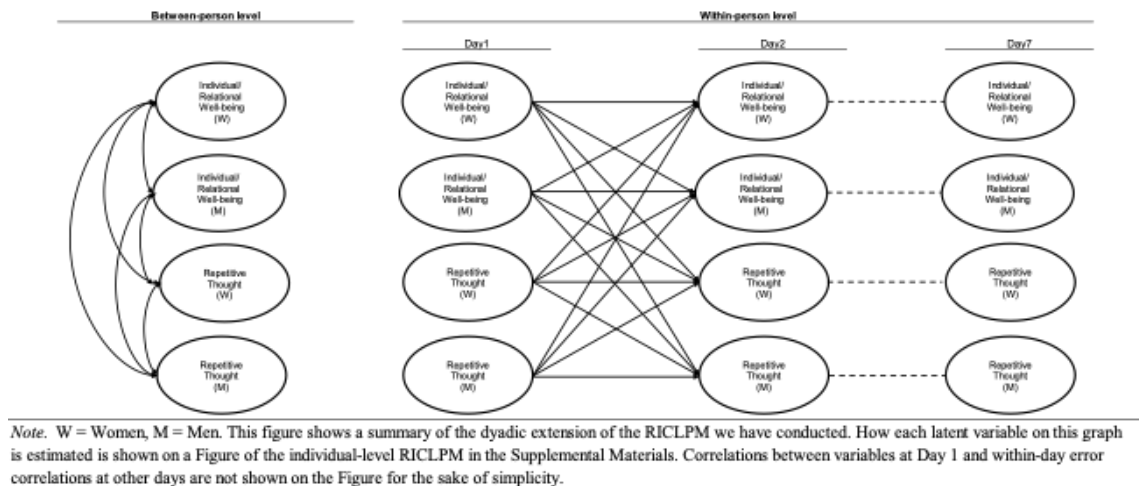 Between-person level
Within-person level
Day1
Day2
Day7
Individual/
Relational
Well-being
(W)
Individual/
Relational
Well-being
(W)
Individual/
Relational
Well-being
(W)
Individual/
Relational
Well-being
(W)
Individual/
Relational
Well-being
(M)
Individual/
Relational
Well-being
(M)
Individual/
Relational
Well-being
(M)
Individual/
Relational
Well-being
(M)
Repetitive
Thought
(W)
Repetitive
Thought
(W)
Repetitive
Thought
(W)
Repetitive
Thought
(W)
Repetitive
Thought
(M)
Repetitive
Thought
(M)
Repetitive
Thought
(M)
Repetitive
Thought
(M)
Note. W = Women, M = Men. This figure shows a summary of the dyadic extension of the RICLPM we have conducted. How each latent variable on this graph
is estimated is shown on a Figure of the individual-level RICLPM in the Supplemental Materials. Correlations between variables at Day 1 and within-day error
correlations at other days are not shown on the Figure for the sake of simplicity.